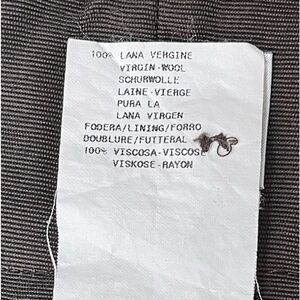 100% LANA VERGINE
VIRGIN-WOOL
SCHURWOLLE
LAINE-VIERGE
PURA LA
LANA VIRGEN
FODERA/LINING/FORRO
DOUBLURE/FUTTERAL
100% VISCOSA-VISCOSE
VISKOSE-RAYON